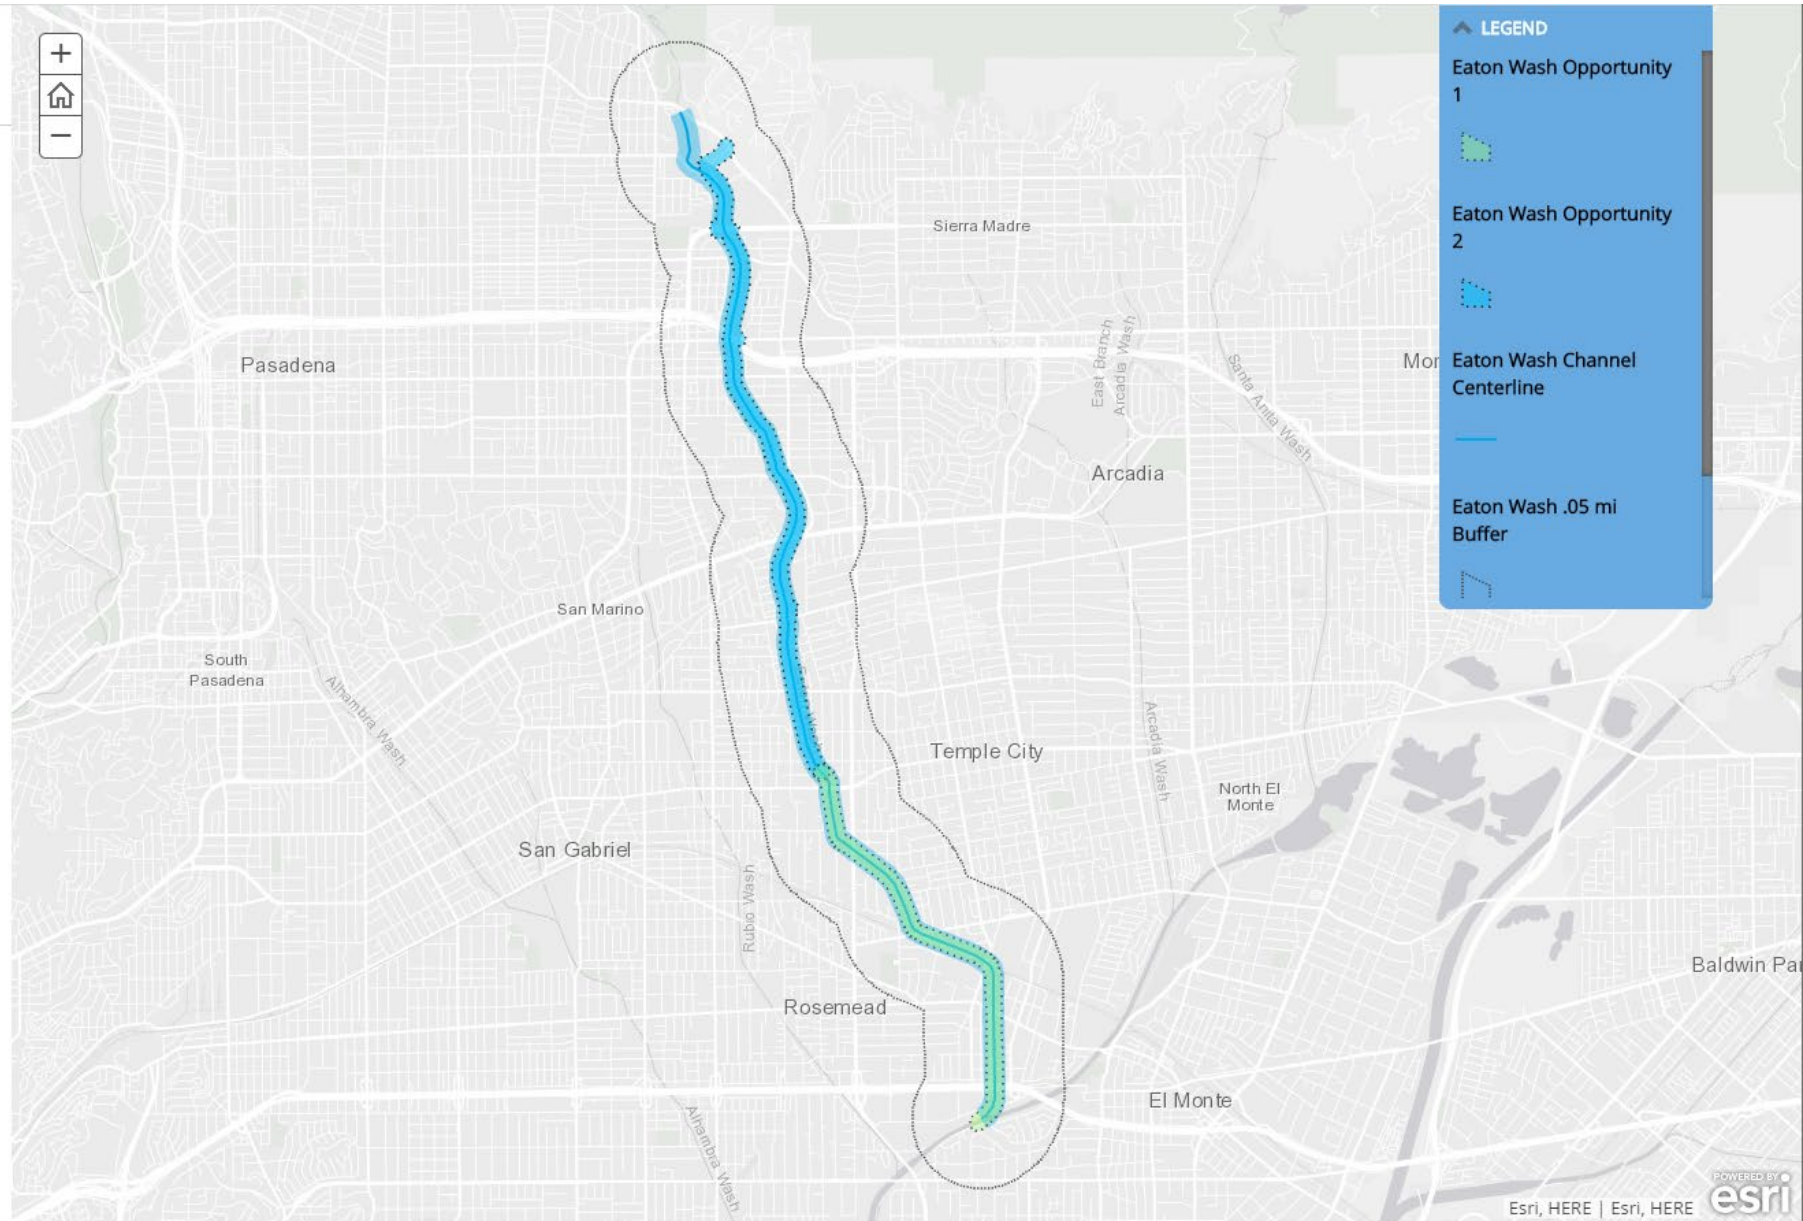 +
−
LEGEND
Eaton Wash Opportunity
1
Eaton Wash Opportunity
2
Eaton Wash Channel
Centerline
Eaton Wash .05 mi
Buffer
Sierra Madre
Pasadena
East Branch
Arcadia Wash
Santa Anita Wash
Mor
Arcadia
San Marino
South
Pasadena
Alhambra Wash
Arcadia Wash
Temple City
North El
Monte
San Gabriel
Rubio Wash
Baldwin Par
Rosemead
El Monte
Alhambra Wash
POWERED BY
esri
Esri, HERE | Esri, HERE